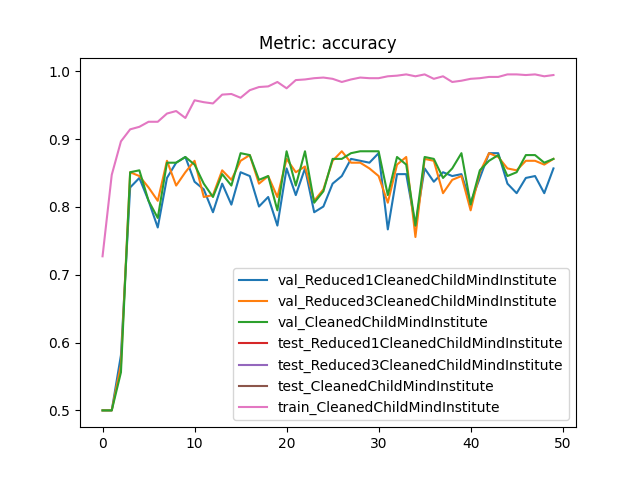 Metric: accuracy
1.0
0.9
0.8
0.7
0.6
0.5
val_Reduced1CleanedChildMindInstitute
val_Reduced3CleanedChildMindInstitute
val_CleanedChildMindInstitute
test_Reduced1CleanedChildMindInstitute
test_Reduced3CleanedChildMindInstitute
test_CleanedChildMindInstitute
train_CleanedChildMindInstitute
0 10 20 30 40 50